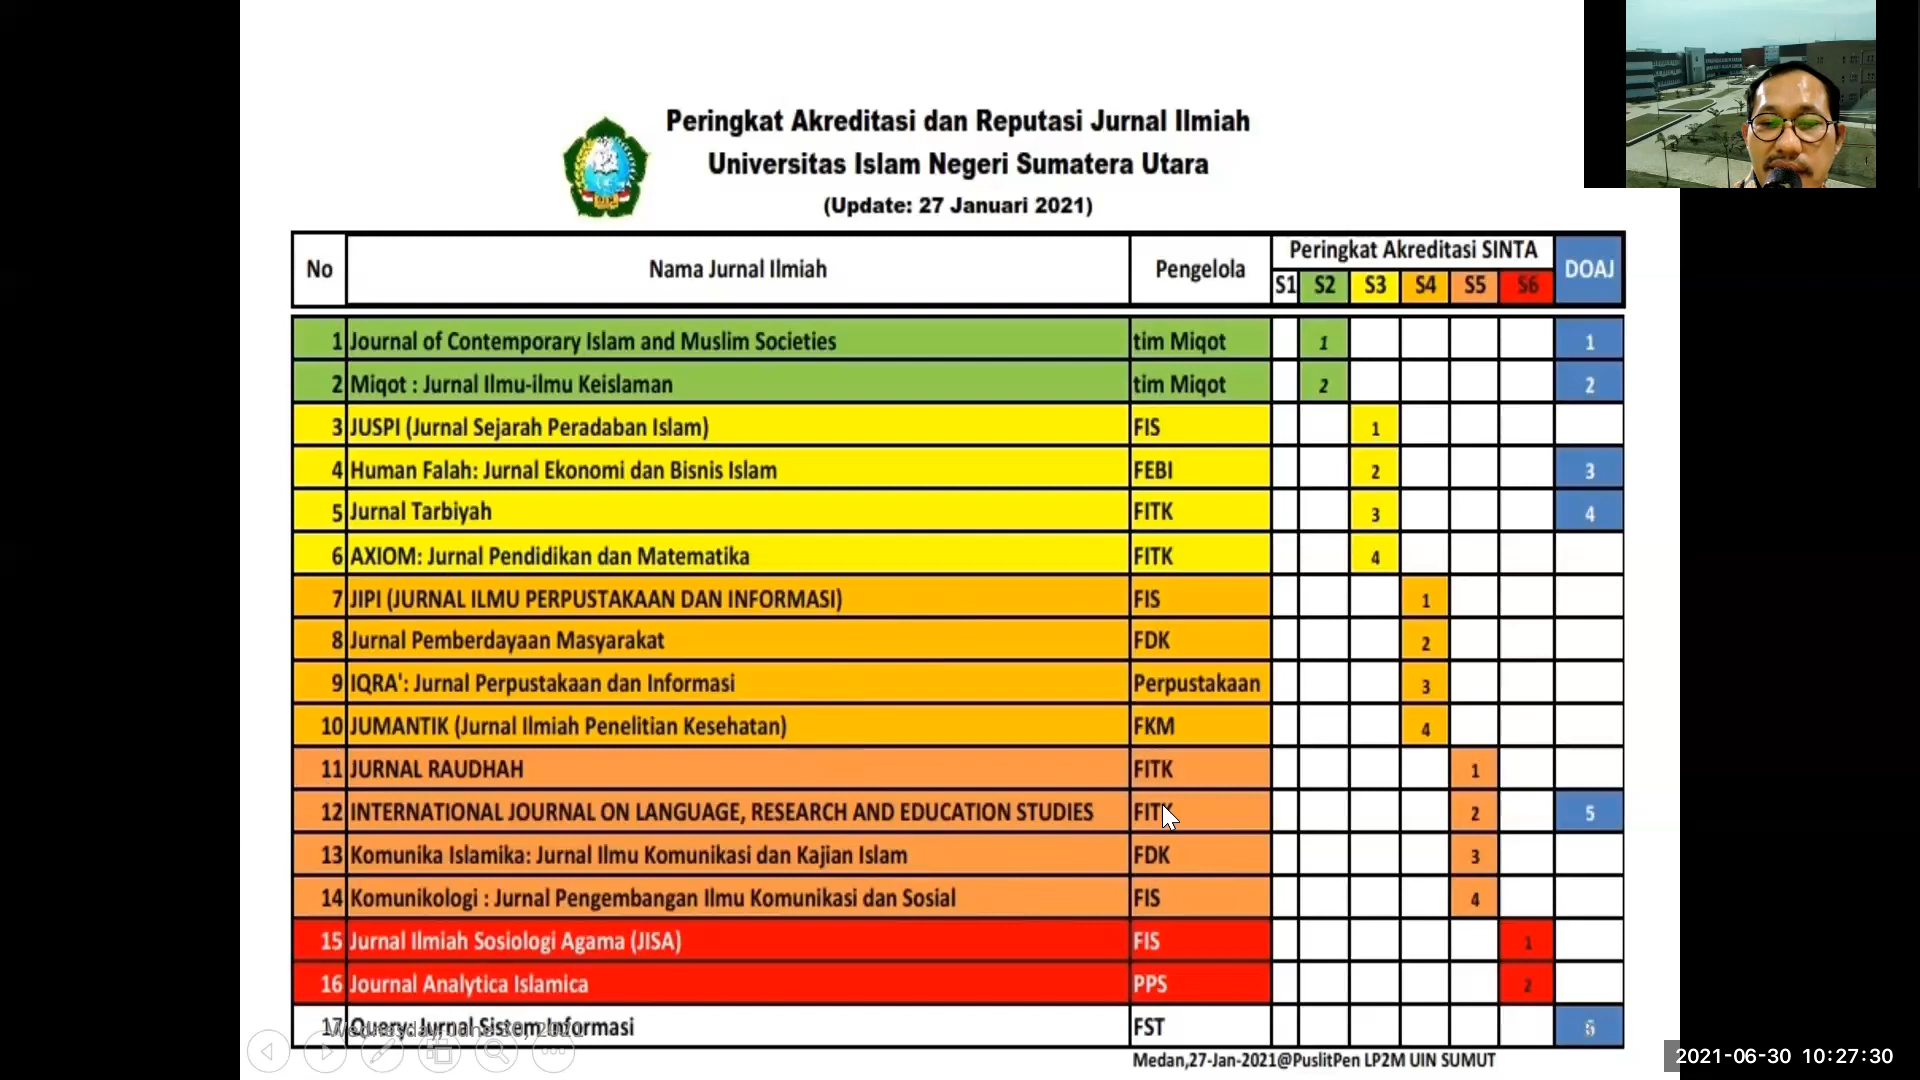 Peringkat Akreditasi dan Reputasi Jurnal Ilmiah
Universitas Islam Negeri Sumatera Utara
(Update: 27 Januari 2021)
No Nama Jurnal Ilmiah Pengelola Peringkat Akreditasi SINTA DOAJ
S1 S2 S3 S4 S5 S6
1 Journal of Contemporary Islam and Muslim Societies tim Miqot 1 1
2 Miqot : Jurnal Ilmu-ilmu Keislaman tim Miqot 2 2
3 JUSPI (Jurnal Sejarah Peradaban Islam) FIS 1
4 Human Falah: Jurnal Ekonomi dan Bisnis Islam FEBI 2 3
5 Jurnal Tarbiyah FITK 3 4
6 AXIOM: Jurnal Pendidikan dan Matematika FITK 4
7 JIPI (JURNAL ILMU PERPUSTAKAAN DAN INFORMASI) FIS 1
8 Jurnal Pemberdayaan Masyarakat FDK 2
9 IQRA': Jurnal Perpustakaan dan Informasi Perpustakaan 3
10 JUMANTIK (Jurnal Ilmiah Penelitian Kesehatan) FKM 4
11 JURNAL RAUDHAH FITK 1
12 INTERNATIONAL JOURNAL ON LANGUAGE, RESEARCH AND EDUCATION STUDIES FITK 2 5
13 Komunika Islamika: Jurnal Ilmu Komunikasi dan Kajian Islam FDK 3
14 Komunikologi : Jurnal Pengembangan Ilmu Komunikasi dan Sosial FIS 4
15 Jurnal Ilmiah Sosiologi Agama (JISA) FIS 1
16 Journal Analytica Islamica PPS 2
17 Query: Jurnal Sistem Informasi FST
Wednesday, June 30, 2021
Medan,27-Jan-2021@PuslitPen LP2M UIN SUMUT
2021-06-30 10:27:30